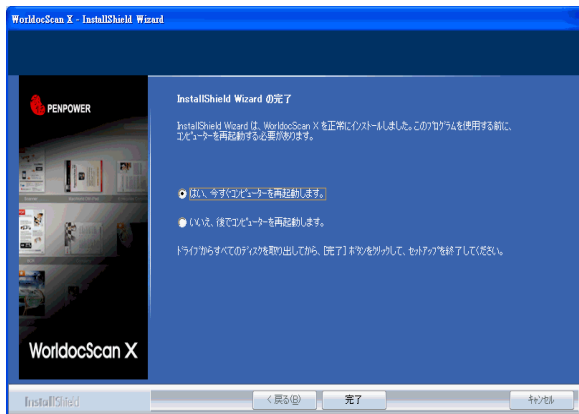 WorldocScan X - InstallShield Wizard
PENPOWER
InstallShield Wizard の完了
InstallShield Wizard は、WorldocScan X を正常にインストールしました。このプログラムを使用する前に、
コンピューターを再起動する必要があります。
はい、今すぐコンピューターを再起動します。
いいえ、後でコンピューターを再起動します。
ドライブからすべてのディスクを取り出してから、[完了] ボタンをクリックして、セットアップを終了してください。
WorldocScan X
InstallShield
< 戻る(B)
完了
キャンセル